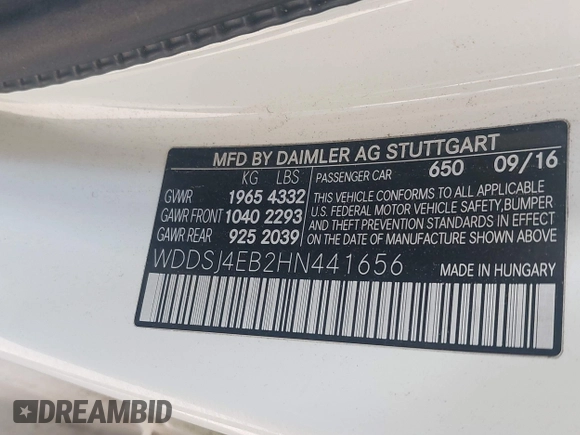 MFD BY DAIMLER AG STUTTGART
KG LBS PASSENGER CAR 650 09/16
GVWR 1965 4332
GAWR FRONT 1040 2293
GAWR REAR 925 2039
THIS VEHICLE CONFORMS TO ALL APPLICABLE
U.S. FEDERAL MOTOR VEHICLE SAFETY, BUMPER
AND THEFT PREVENTION STANDARDS IN EFFECT
ON THE DATE OF MANUFACTURE SHOWN ABOVE.
WDDSJ4EB2HN441656 MADE IN HUNGARY
DREAMBID